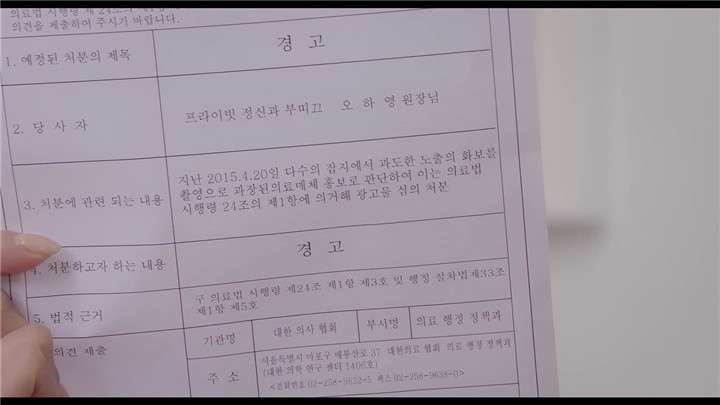 의료법 시행령 제 24조의 제1항
의견을 제출하여 주시기 바랍니다.
1. 예정된 처분의 제목
경 고
2. 당 사 자
프라이빗 정신과 부띠끄 오 하 영 원장님
3. 처분에 관련 되는 내용
지난 2015.4.20일 다수의 잡지에서 과도한 노출의 화보를
촬영으로 과장된의료매체 홍보로 판단하여 이는 의료법
시행령 24조의 제1항에 의거해 광고물 심의 처분
4. 처분하고자 하는 내용
경 고
5. 법적 근거
구 의료법 시행령 제24조 제1항 제3호 및 행정 절차법 제33조
제1항 제5호
의견 제출
기관명
대한 의사 협회
부서명
의료 행정 정책과
주 소
서울특별시 마포구 배동산로 37 대한의료 협회 의료 행정 정책과
(대한 의학 연구 센터 1406호)
<전화번호 02-258-9632-5 팩스 02-258-9638-0>